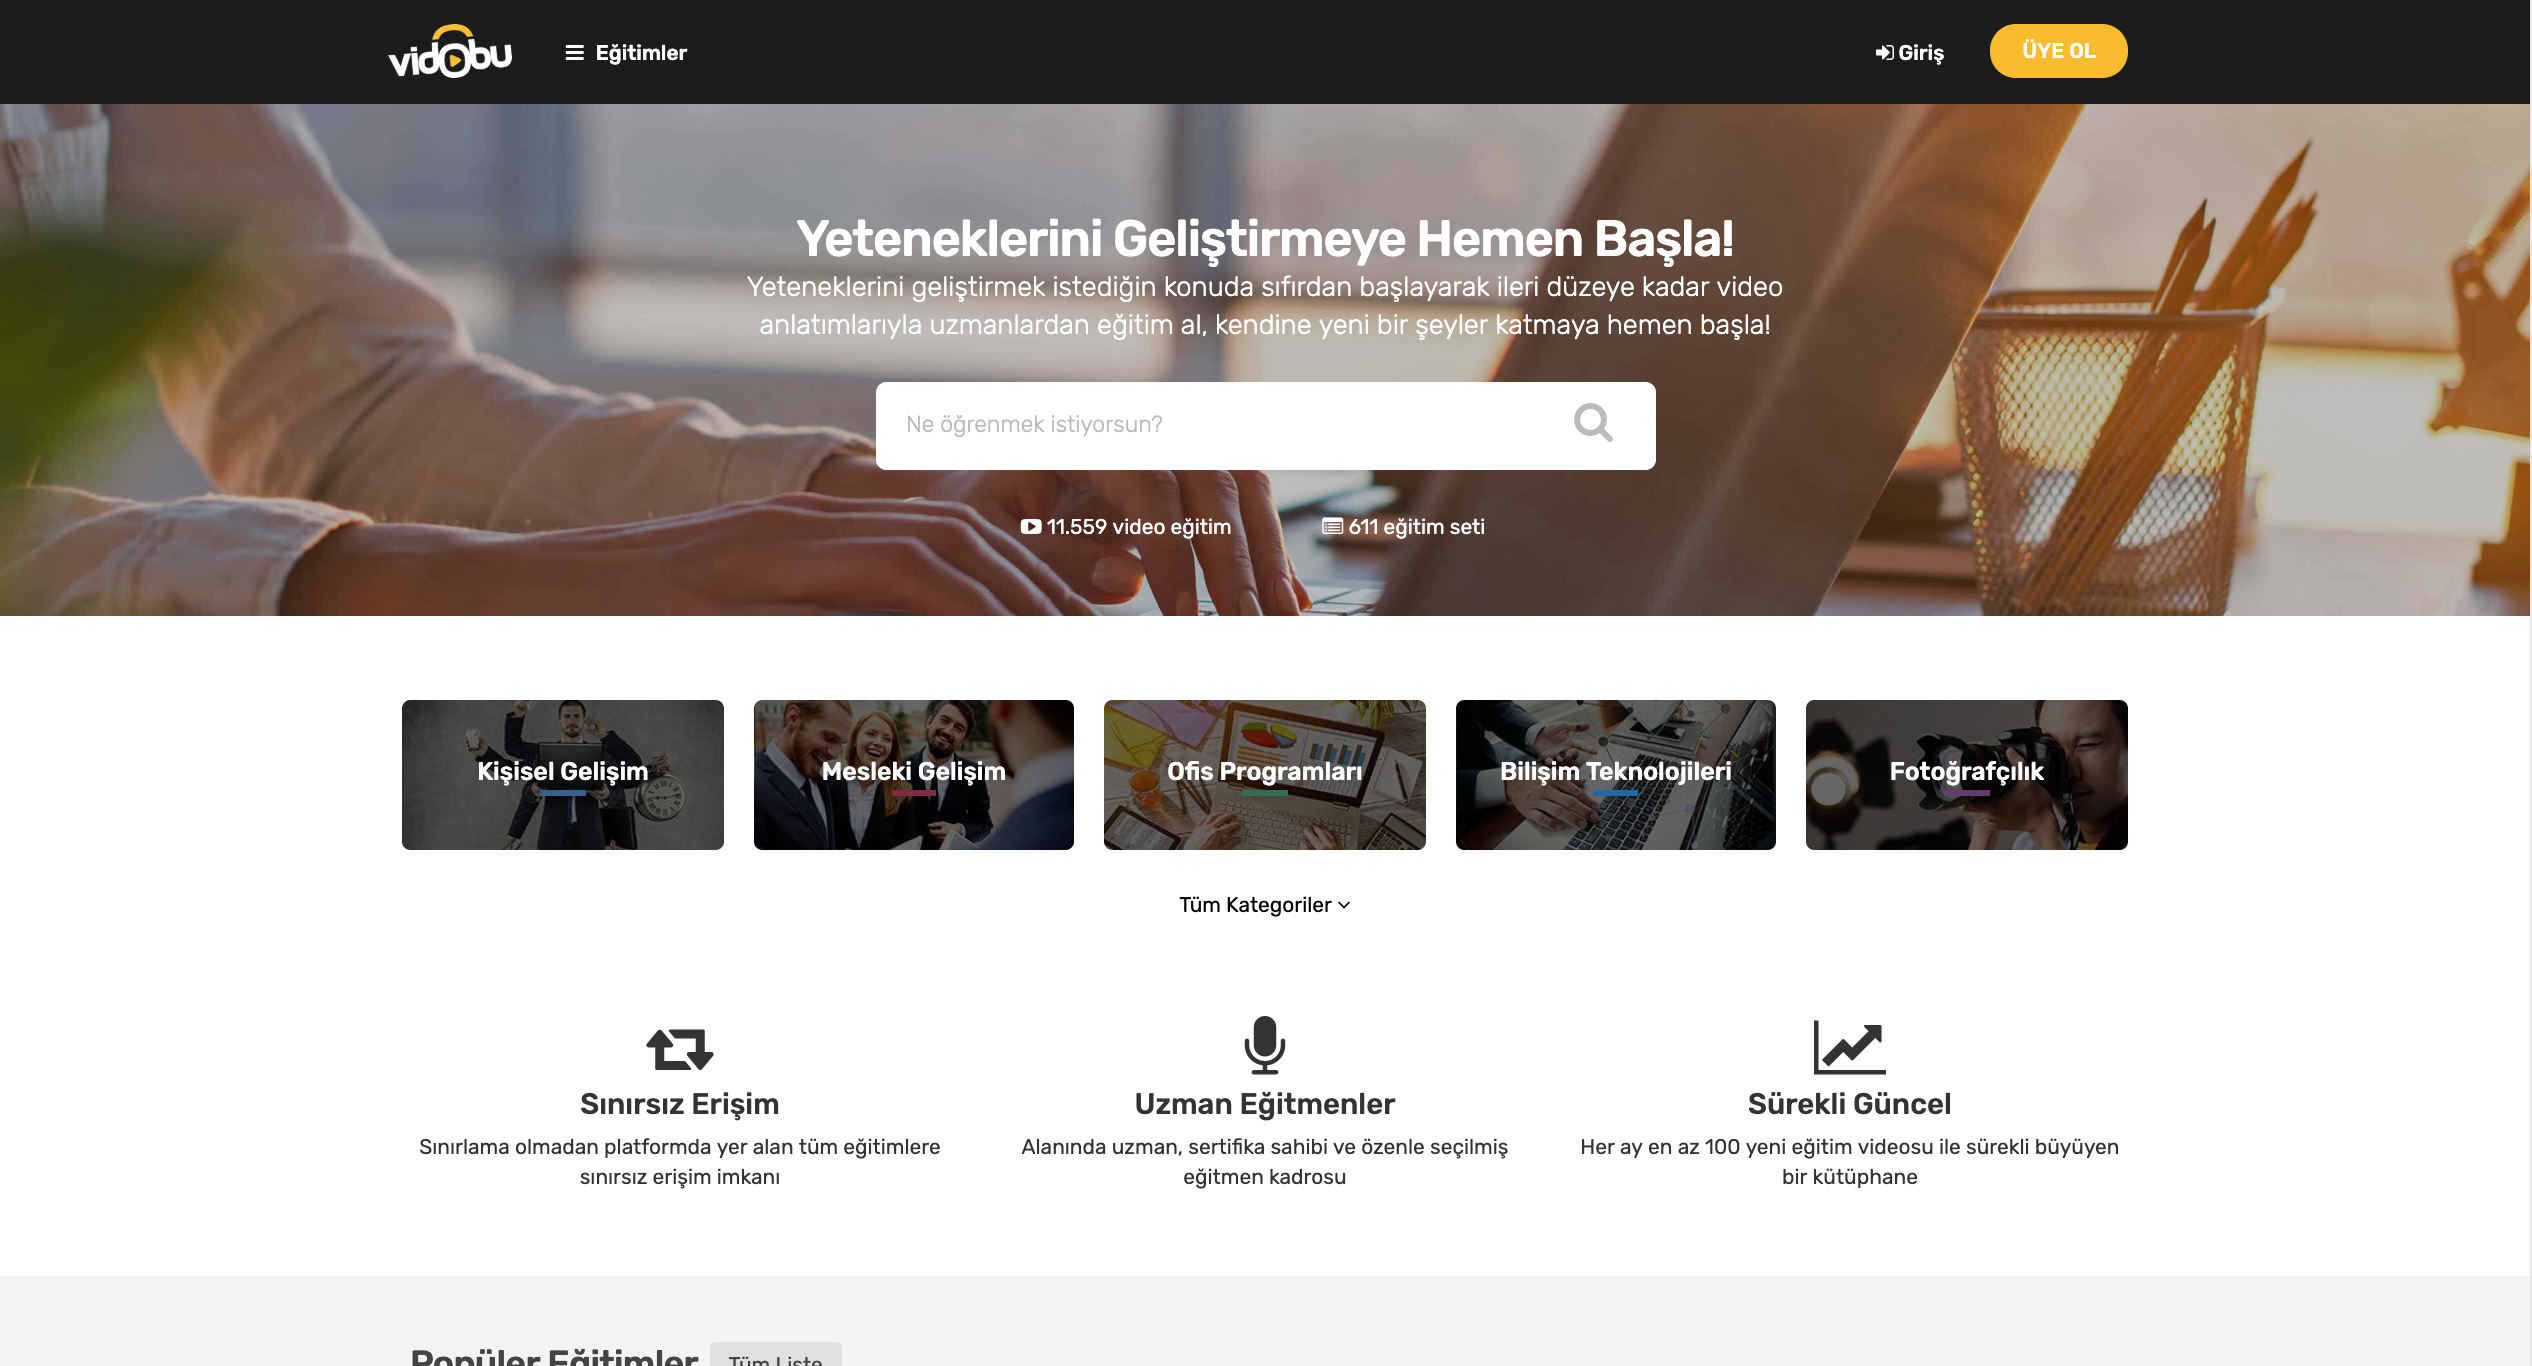 vidobu
Eğitimler
Giriş
ÜYE OL
Yeteneklerini Geliştirmeye Hemen Başla!
Yeteneklerini geliştirmek istediğin konuda sıfırdan başlayarak ileri düzeye kadar video
anlatımlarıyla uzmanlardan eğitim al, kendine yeni bir şeyler katmaya hemen başla!
Ne öğrenmek istiyorsun?
11.559 video eğitim
611 eğitim seti
Kişisel Gelişim
Mesleki Gelişim
Ofis Programları
Bilişim Teknolojileri
Fotoğrafçılık
Tüm Kategoriler
Sınırsız Erişim
Sınırlama olmadan platformda yer alan tüm eğitimlere
sınırsız erişim imkanı
Uzman Eğitmenler
Alanında uzman, sertifika sahibi ve özenle seçilmiş
eğitmen kadrosu
Sürekli Güncel
Her ay en az 100 yeni eğitim videosu ile sürekli büyüyen
bir kütüphane
Popüler Eğitimler
Tüm Liste